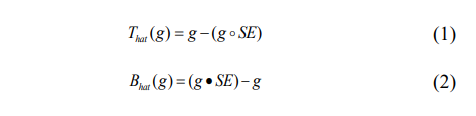 T_hat(g) = g − (g ∘ SE) (1)
B_hat(g) = (g • SE) − g (2)